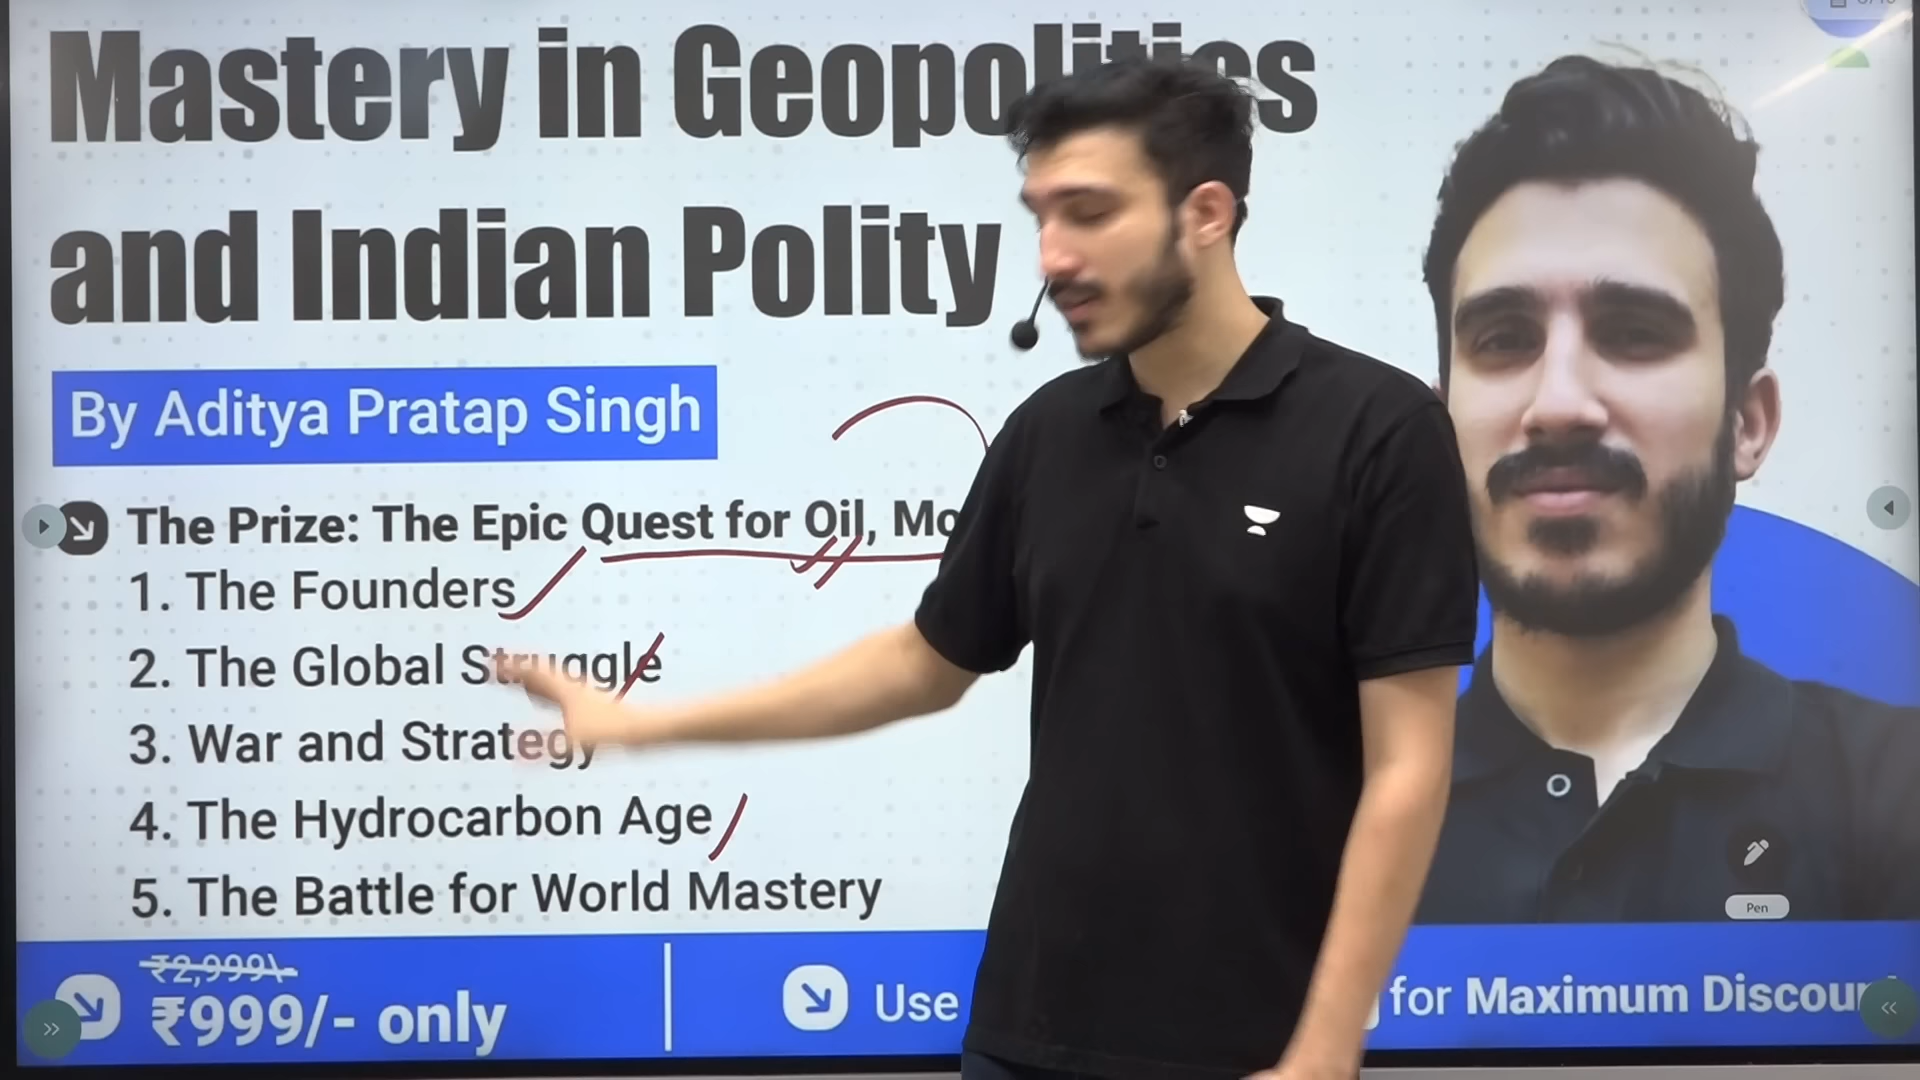 Mastery in Geopolitics
and Indian Polity
By Aditya Pratap Singh
The Prize: The Epic Quest for Oil, Mo
1. The Founders
2. The Global Struggle
3. War and Strategy
4. The Hydrocarbon Age
5. The Battle for World Mastery
Pen
₹2,999\-
₹999/- only
Use
for Maximum Discoun